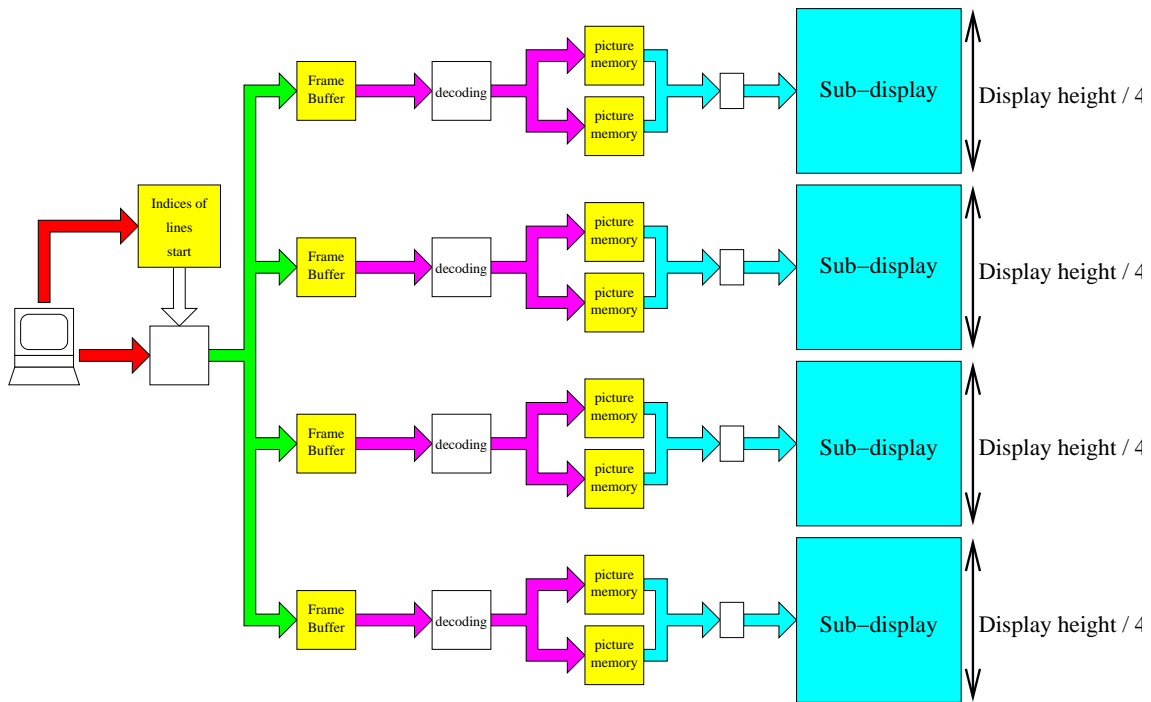 picture
memory
Frame
Buffer
decoding
picture
memory
Sub–display
Display height / 4
Indices of
lines
start
picture
memory
Frame
Buffer
decoding
picture
memory
Sub–display
Display height / 4
picture
memory
Frame
Buffer
decoding
picture
memory
Sub–display
Display height / 4
picture
memory
Frame
Buffer
decoding
picture
memory
Sub–display
Display height / 4